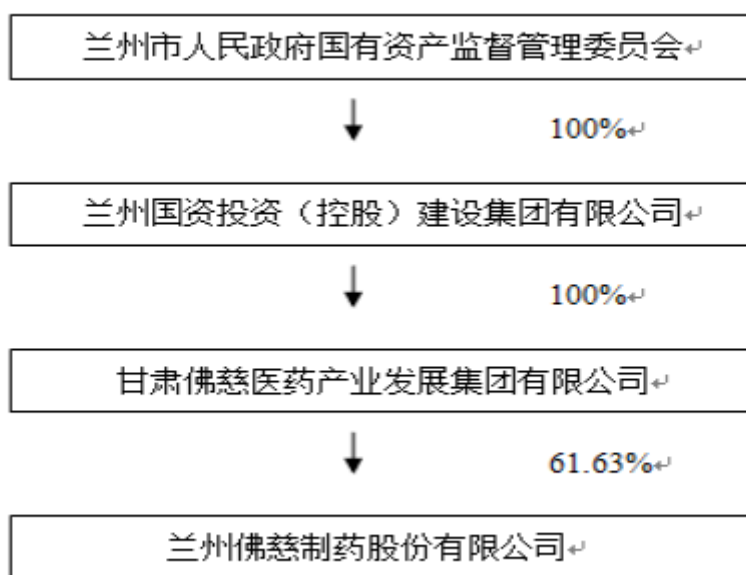 兰州市人民政府国有资产监督管理委员会
100%
兰州国资投资（控股）建设集团有限公司
100%
甘肃佛慈医药产业发展集团有限公司
61.63%
兰州佛慈制药股份有限公司